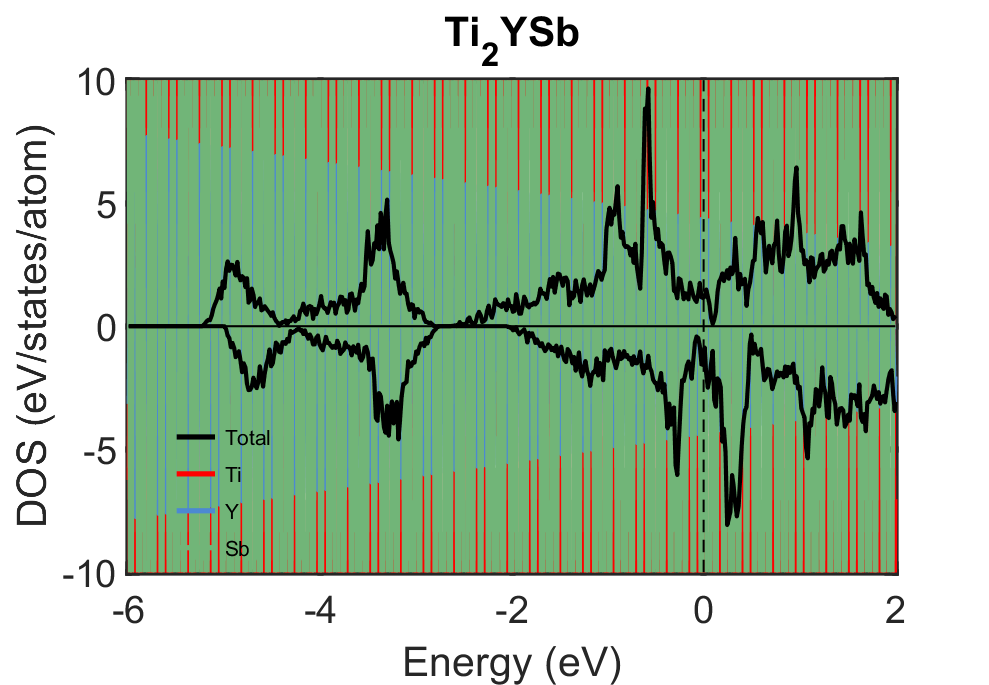 Ti2YSb
10
5
0
-5
-10
DOS (eV/states/atom)
Total
Ti
Y
Sb
-6 -4 -2 0 2
Energy (eV)